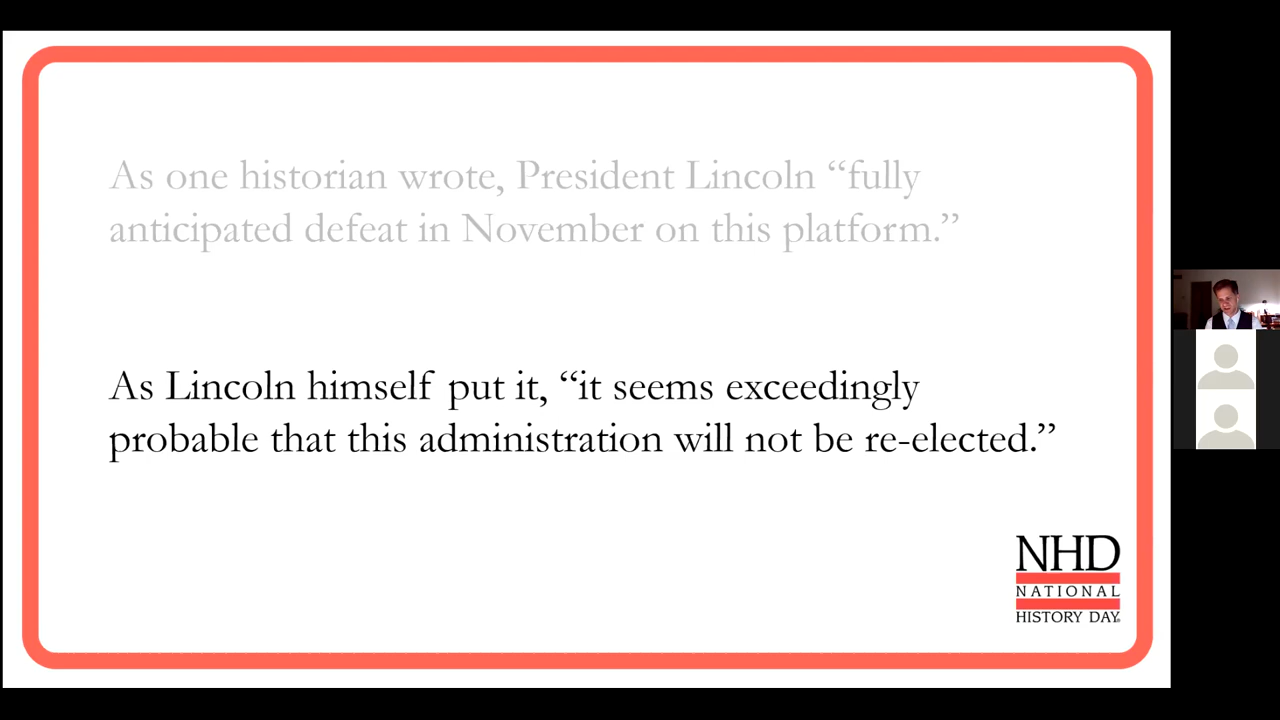 As one historian wrote, President Lincoln “fully
anticipated defeat in November on this platform.”
As Lincoln himself put it, “it seems exceedingly
probable that this administration will not be re-elected.”
NHD
NATIONAL
HISTORY DAY